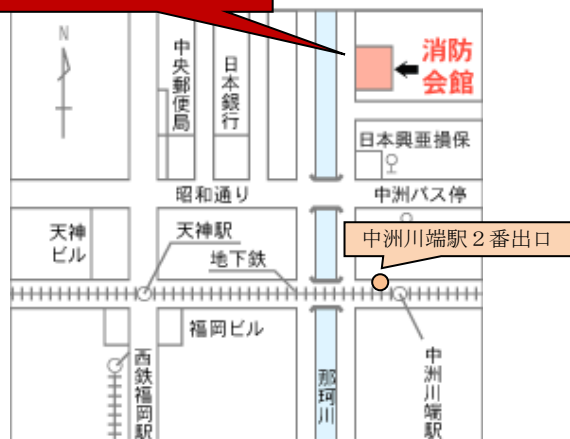 N
中央郵便局
日本銀行
消防
会館
日本興亜損保
昭和通り
中洲バス停
天神
ビル
天神駅
地下鉄
中洲川端駅２番出口
福岡ビル
西鉄福岡駅
那珂川
中洲川端駅